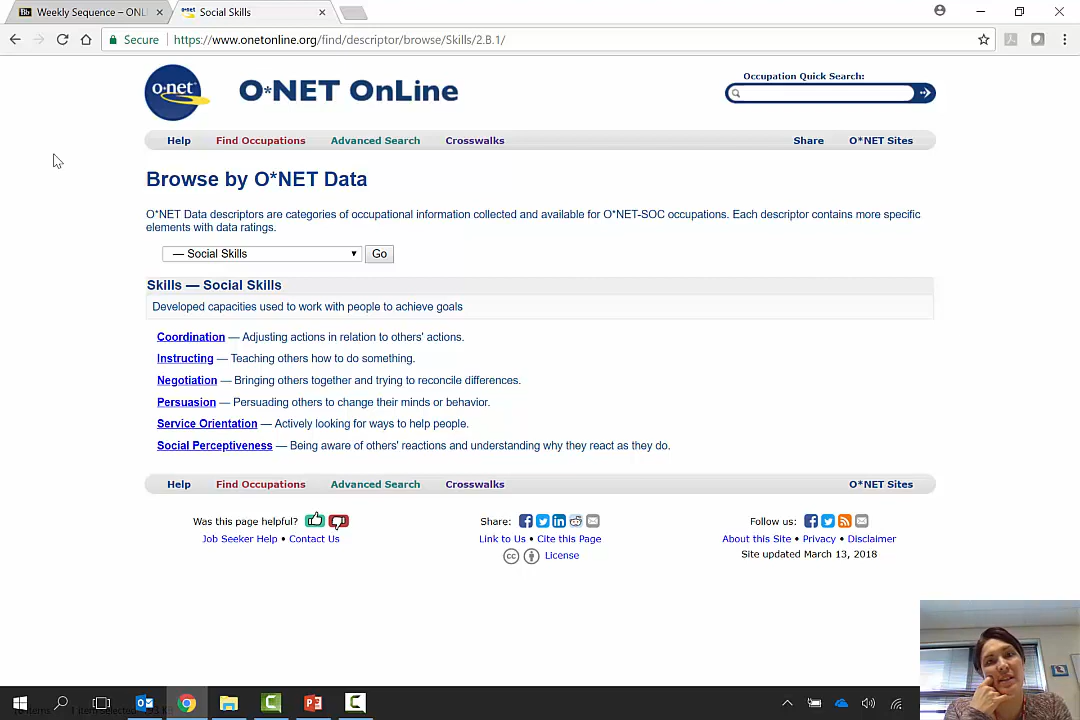 Weekly Sequence – ONL
Social Skills
Secure https://www.onetonline.org/find/descriptor/browse/Skills/2.B.1/
o·net
O*NET OnLine
Occupation Quick Search:
Help Find Occupations Advanced Search Crosswalks Share O*NET Sites
Browse by O*NET Data
O*NET Data descriptors are categories of occupational information collected and available for O*NET-SOC occupations. Each descriptor contains more specific
elements with data ratings.
— Social Skills Go
Skills — Social Skills
Developed capacities used to work with people to achieve goals
Coordination — Adjusting actions in relation to others' actions.
Instructing — Teaching others how to do something.
Negotiation — Bringing others together and trying to reconcile differences.
Persuasion — Persuading others to change their minds or behavior.
Service Orientation — Actively looking for ways to help people.
Social Perceptiveness — Being aware of others' reactions and understanding why they react as they do.
Help Find Occupations Advanced Search Crosswalks O*NET Sites
Was this page helpful? Share: Follow us:
Job Seeker Help • Contact Us Link to Us • Cite this Page About this Site • Privacy • Disclaimer
cc License Site updated March 13, 2018